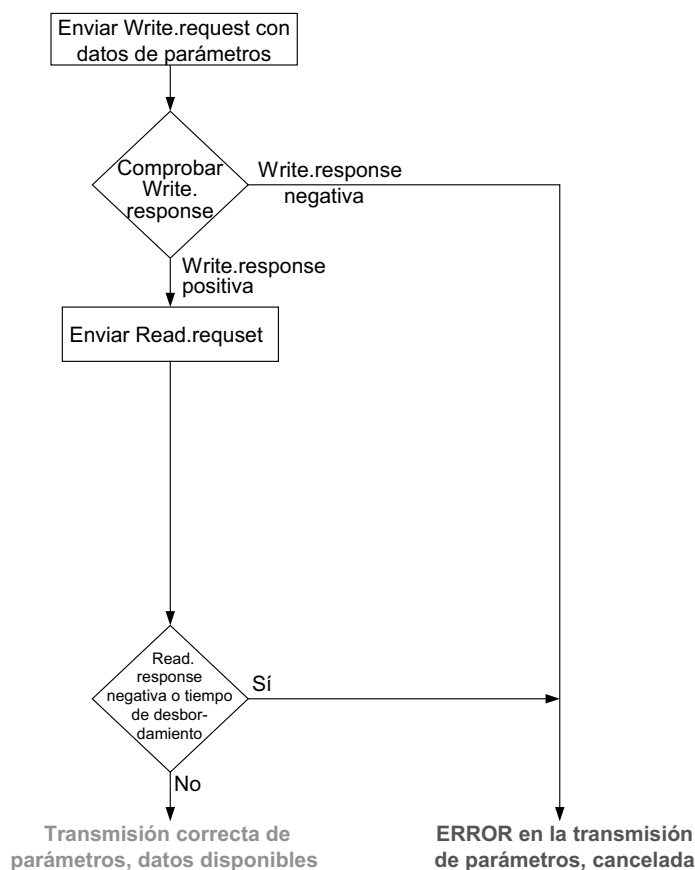 Enviar Write.request con
datos de parámetros
Comprobar
Write.
response
Write.response
negativa
Write.response
positiva
Enviar Read.requset
Read.
response
negativa o tiempo
de desbor-
damiento
Sí
No
Transmisión correcta de
parámetros, datos disponibles
ERROR en la transmisión
de parámetros, cancelada